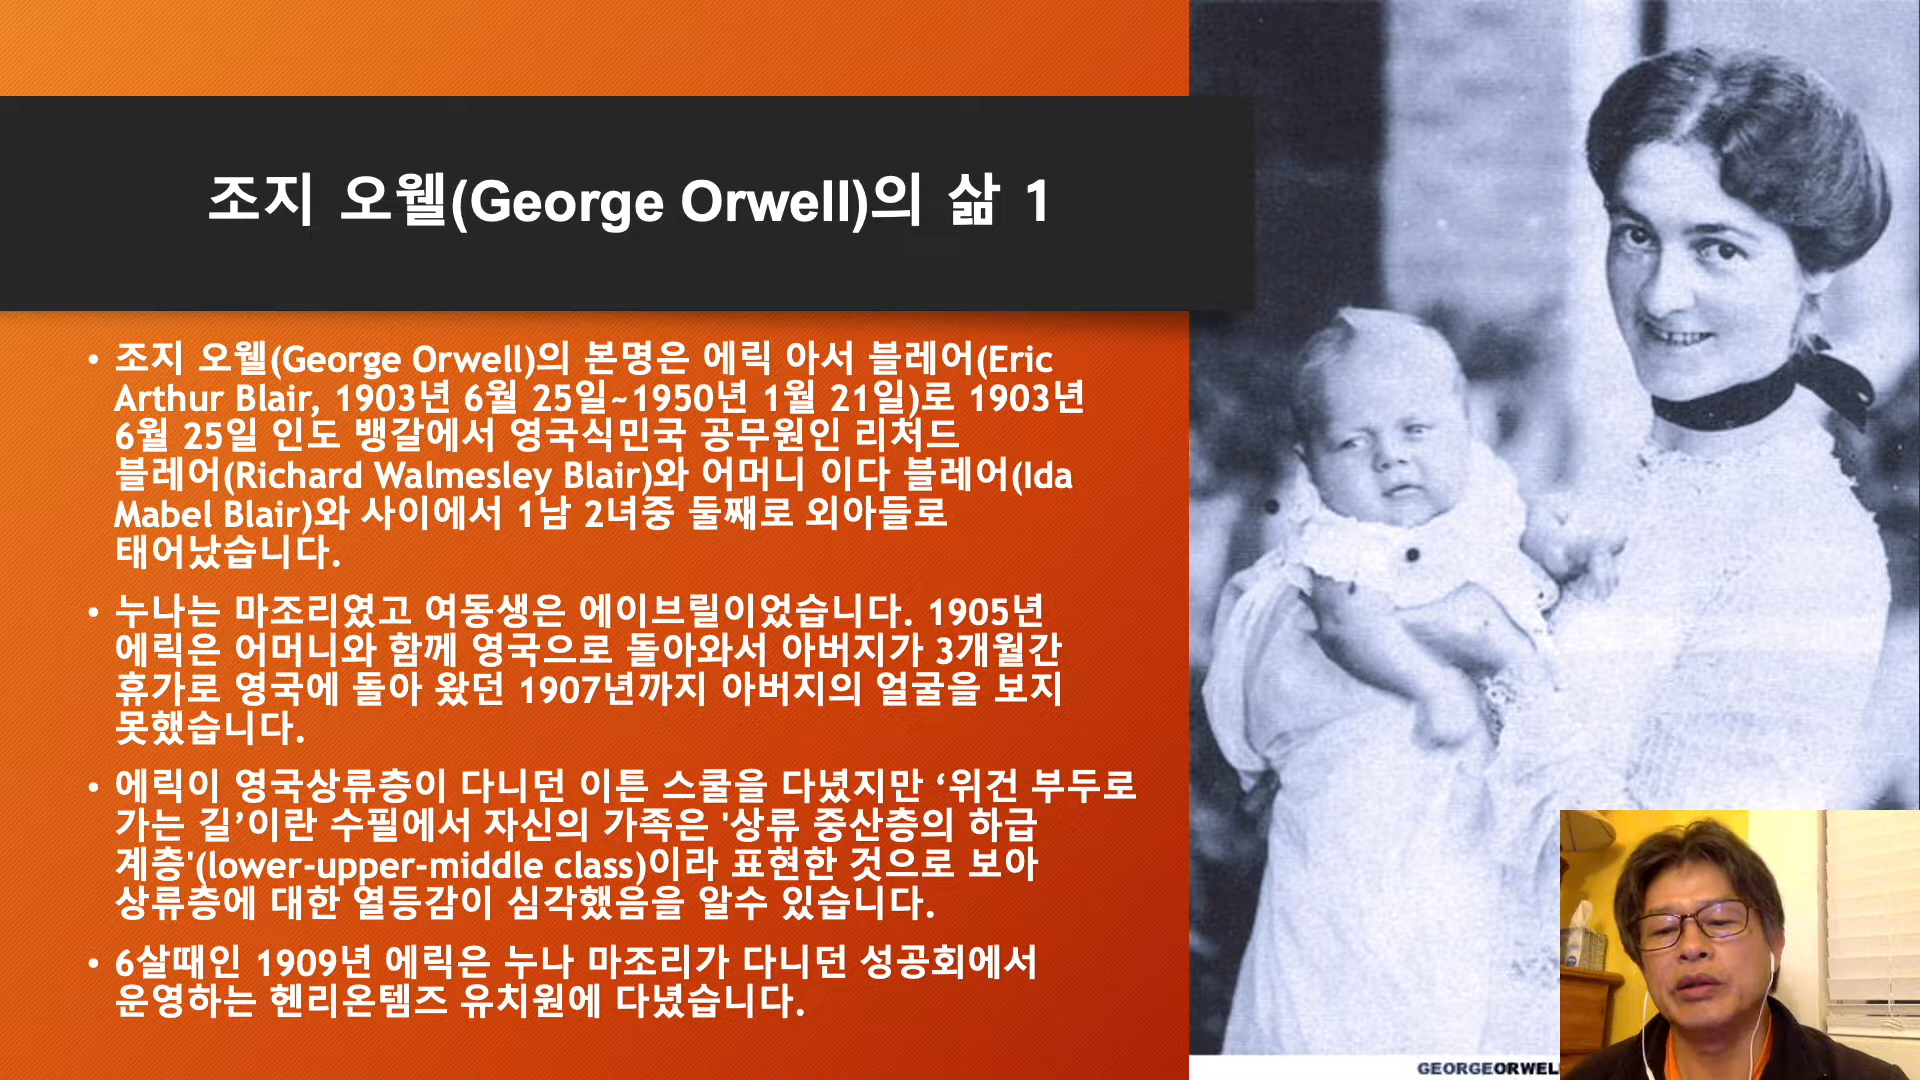 조지 오웰(George Orwell)의 삶 1
• 조지 오웰(George Orwell)의 본명은 에릭 아서 블레어(Eric
Arthur Blair, 1903년 6월 25일~1950년 1월 21일)로 1903년
6월 25일 인도 뱅갈에서 영국식민국 공무원인 리처드
블레어(Richard Walmesley Blair)와 어머니 이다 블레어(Ida
Mabel Blair)와 사이에서 1남 2녀중 둘째로 외아들로
태어났습니다.
• 누나는 마조리였고 여동생은 에이브릴이었습니다. 1905년
에릭은 어머니와 함께 영국으로 돌아와서 아버지가 3개월간
휴가로 영국에 돌아 왔던 1907년까지 아버지의 얼굴을 보지
못했습니다.
• 에릭이 영국상류층이 다니던 이튼 스쿨을 다녔지만 ‘위건 부두로
가는 길’이란 수필에서 자신의 가족은 '상류 중산층의 하급
계층'(lower-upper-middle class)이라 표현한 것으로 보아
상류층에 대한 열등감이 심각했음을 알수 있습니다.
• 6살때인 1909년 에릭은 누나 마조리가 다니던 성공회에서
운영하는 헨리온템즈 유치원에 다녔습니다.
GEORGEORWEL